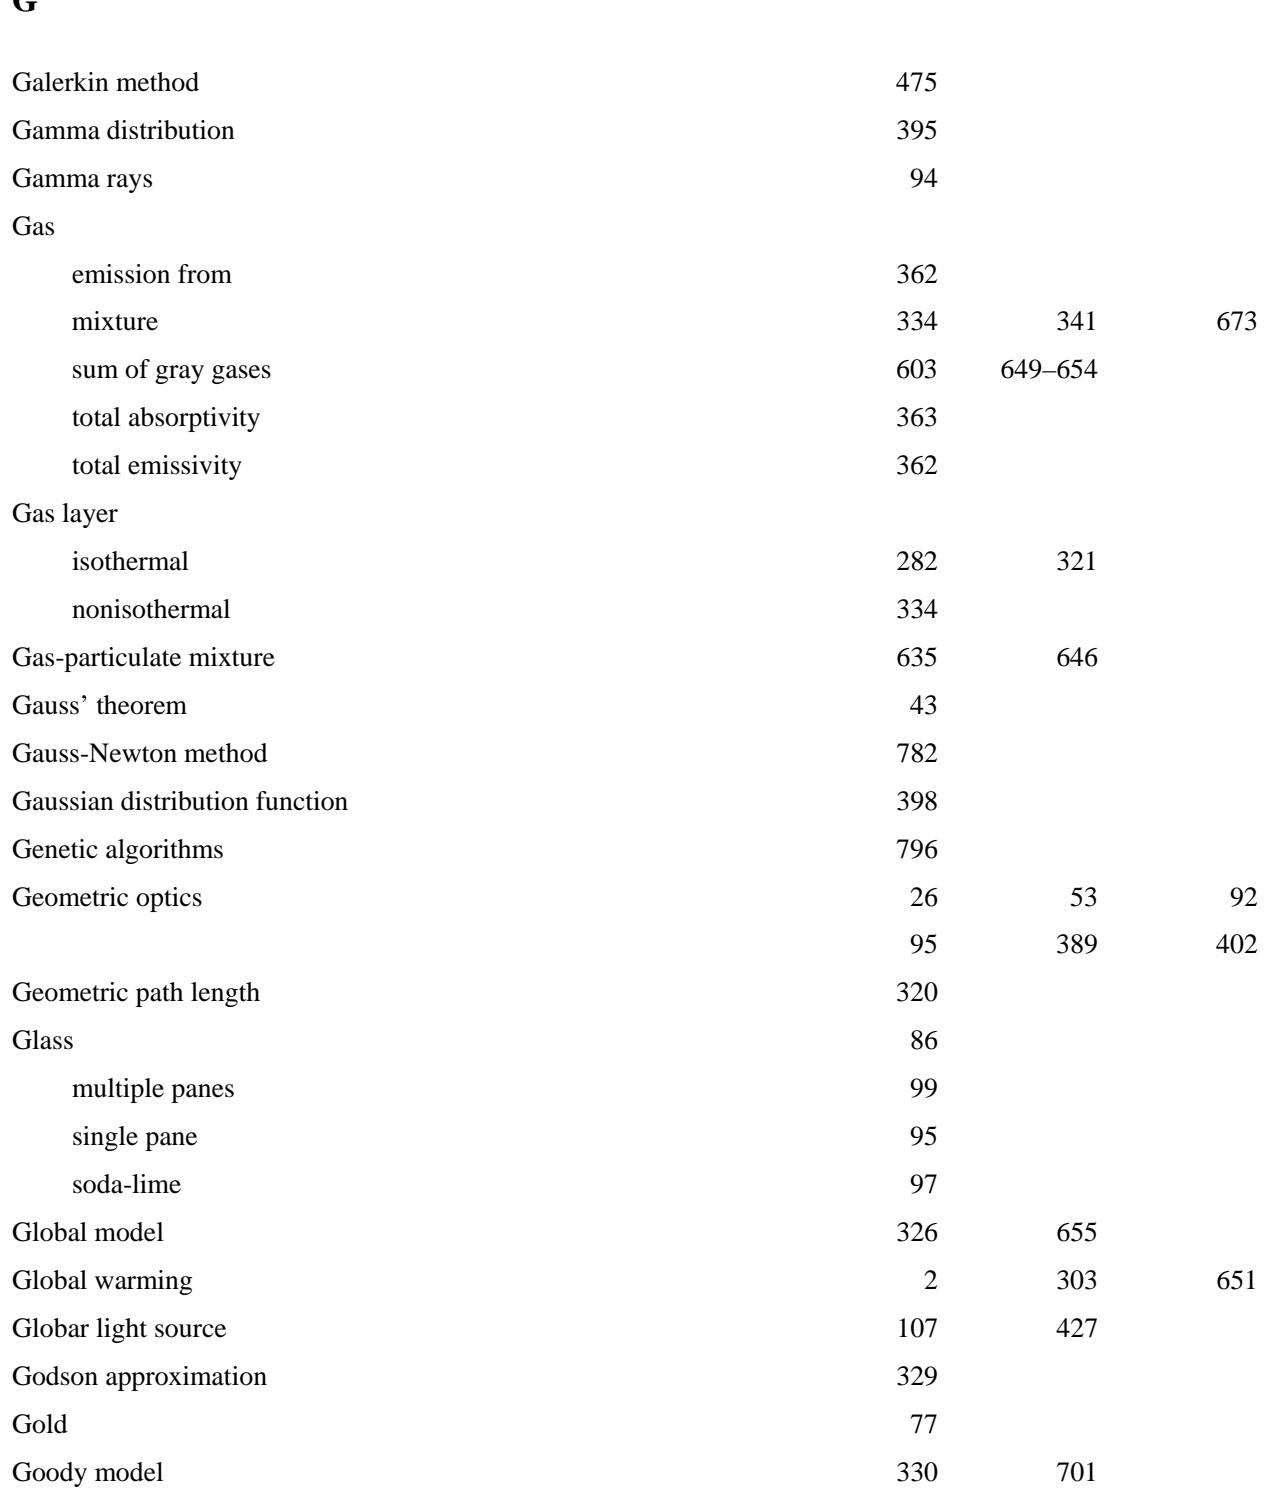 G
Galerkin method 475
Gamma distribution 395
Gamma rays 94
Gas
emission from 362
mixture 334 341 673
sum of gray gases 603 649–654
total absorptivity 363
total emissivity 362
Gas layer
isothermal 282 321
nonisothermal 334
Gas-particulate mixture 635 646
Gauss’ theorem 43
Gauss-Newton method 782
Gaussian distribution function 398
Genetic algorithms 796
Geometric optics 26 53 92
95 389 402
Geometric path length 320
Glass 86
multiple panes 99
single pane 95
soda-lime 97
Global model 326 655
Global warming 2 303 651
Globar light source 107 427
Godson approximation 329
Gold 77
Goody model 330 701